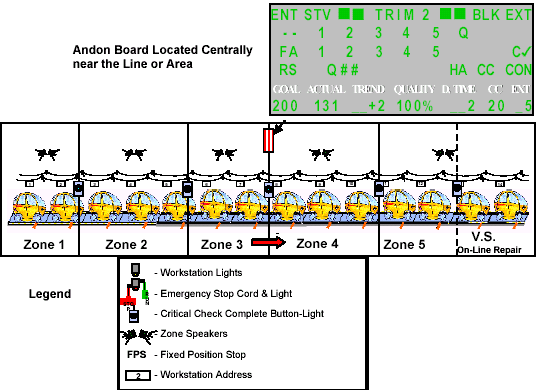 ENT STV ■■ TRIM 2 ■■ BLK EXT
-- 1 2 3 4 5 Q
FA 1 2 3 4 5 C✓
RS Q## HA CC CON
GOAL ACTUAL TREND QUALITY D.TIME CC EXT
200 131 __+2 100% __2 20 _5
Andon Board Located Centrally
near the Line or Area
Zone 1 Zone 2 Zone 3 Zone 4 Zone 5 V.S.
On-Line Repair
Legend
- Workstation Lights
- Emergency Stop Cord & Light
- Critical Check Complete Button-Light
- Zone Speakers
FPS - Fixed Position Stop
2 - Workstation Address